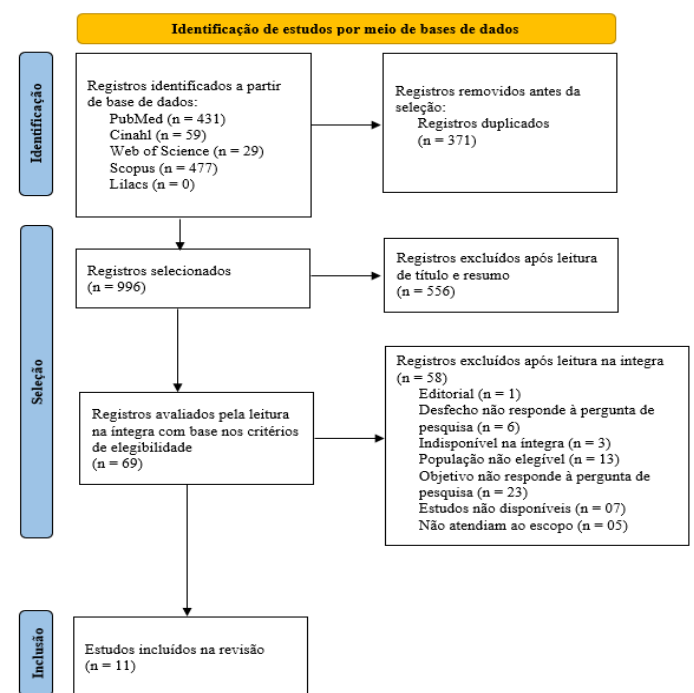 Identificação de estudos por meio de bases de dados
Identificação
Registros identificados a partir
de base de dados:
PubMed (n = 431)
Cinahl (n = 59)
Web of Science (n = 29)
Scopus (n = 477)
Lilacs (n = 0)
Registros removidos antes da
seleção:
Registros duplicados
(n = 371)
Seleção
Registros selecionados
(n = 996)
Registros excluídos após leitura
de título e resumo
(n = 556)
Registros avaliados pela leitura
na íntegra com base nos critérios
de elegibilidade
(n = 69)
Registros excluídos após leitura na integra
(n = 58)
Editorial (n = 1)
Desfecho não responde à pergunta de
pesquisa (n = 6)
Indisponível na íntegra (n = 3)
População não elegível (n = 13)
Objetivo não responde à pergunta de
pesquisa (n = 23)
Estudos não disponíveis (n = 07)
Não atendiam ao escopo (n = 05)
Inclusão
Estudos incluídos na revisão
(n = 11)